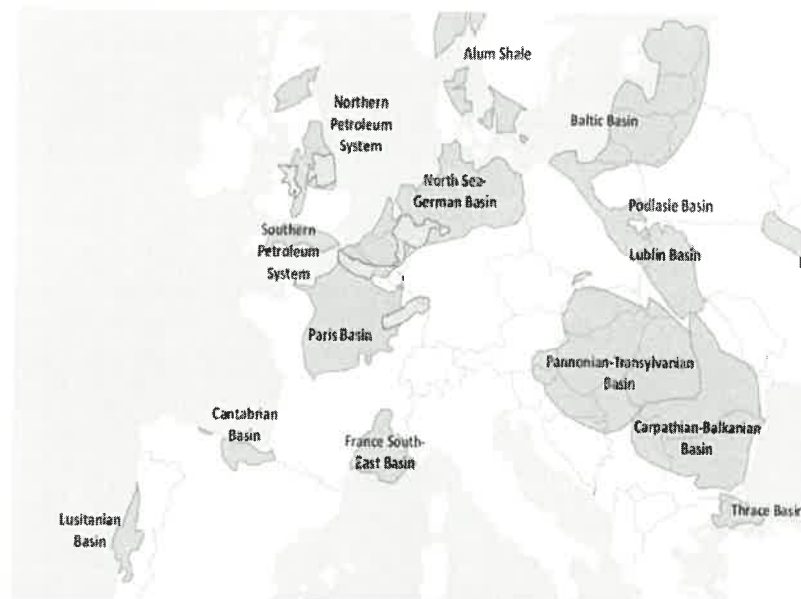 Alum Shale
Northern
Petroleum
System
Baltic Basin
North Sea-
German Basin
Podlasie Basin
Southern
Petroleum
System
Lublin Basin
Paris Basin
Pannonian-Transylvanian
Basin
Cantabrian
Basin
France South-
East Basin
Carpathian-Balkanian
Basin
Lusitanian
Basin
Thrace Basin